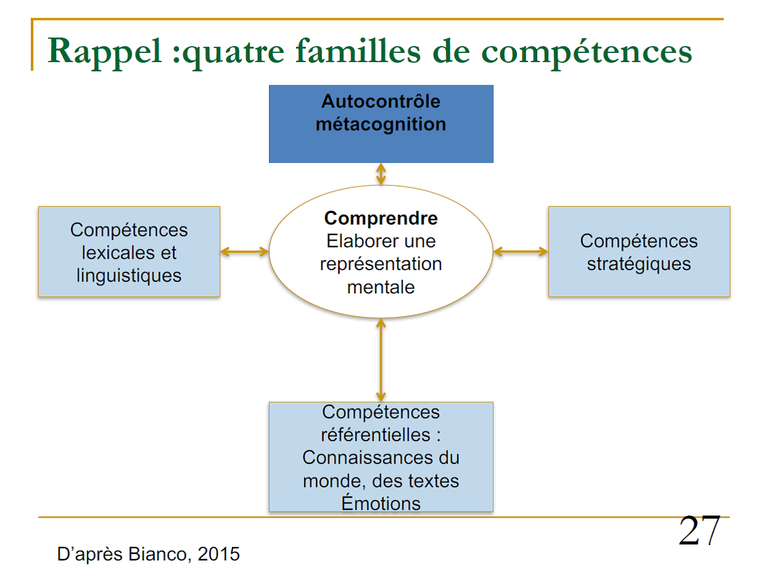 Rappel :quatre familles de compétences
Autocontrôle
métacognition
Compétences
lexicales et
linguistiques
Comprendre
Elaborer une
représentation
mentale
Compétences
stratégiques
Compétences
référentielles :
Connaissances du
monde, des textes
Émotions
27
D’après Bianco, 2015